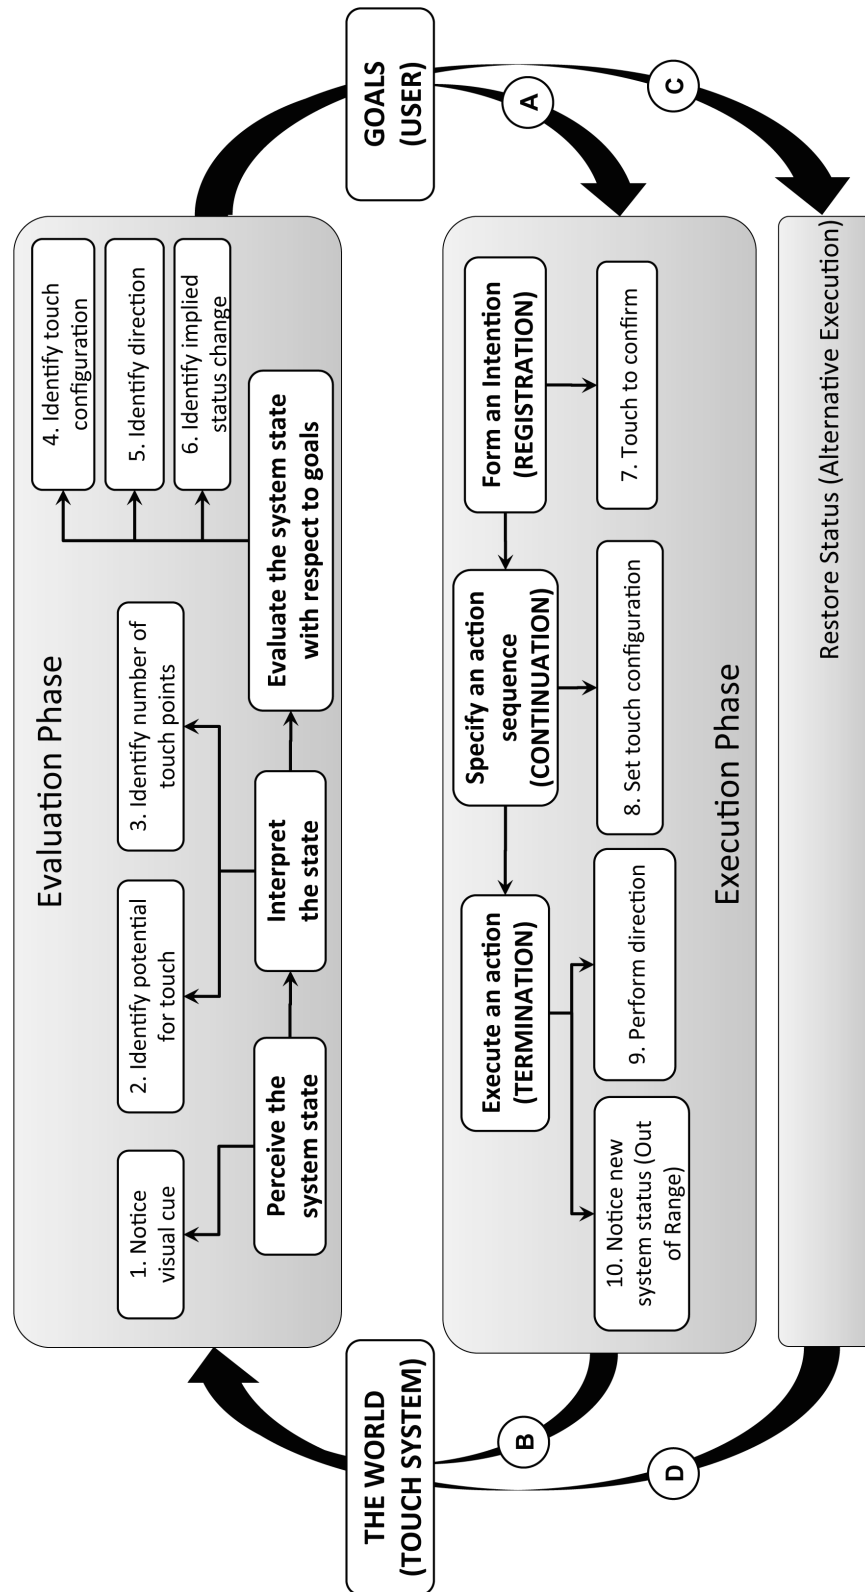 Evaluation Phase
1. Notice
visual cue
2. Identify potential
for touch
3. Identify number of
touch points
4. Identify touch
configuration
5. Identify direction
6. Identify implied
status change
Perceive the
system state
Interpret
the state
Evaluate the system state
with respect to goals
THE WORLD
(TOUCH SYSTEM)
GOALS
(USER)
B
A
D
C
Execute an action
(TERMINATION)
Specify an action
sequence
(CONTINUATION)
Form an Intention
(REGISTRATION)
10. Notice new
system status (Out
of Range)
9. Perform direction
8. Set touch configuration
7. Touch to confirm
Execution Phase
Restore Status (Alternative Execution)